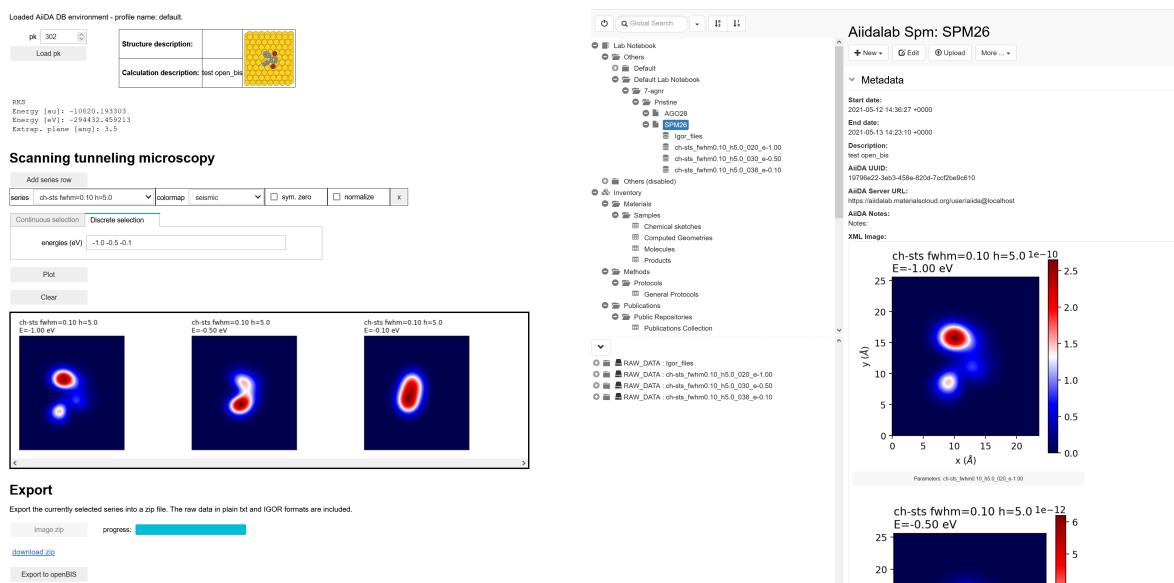 Loaded AiiDA DB environment - profile name: default.
pk 302
Load pk
Structure description:
Calculation description: test open_bis
RKS
Energy [au]: -10820.193303
Energy [eV]: -294432.459213
Extrap. plane [ang]: 3.5
Scanning tunneling microscopy
Add series row
series ch-sts fwhm=0.10 h=5.0 colormap seismic sym. zero normalize x
Continuous selection Discrete selection
energies (eV) -1.0 -0.5 -0.1
Plot
Clear
ch-sts fwhm=0.10 h=5.0
E=-1.00 eV
ch-sts fwhm=0.10 h=5.0
E=-0.50 eV
ch-sts fwhm=0.10 h=5.0
E=-0.10 eV
Export
Export the currently selected series into a zip file. The raw data in plain txt and IGOR formats are included.
Image zip progress:
download zip
Export to openBIS
Global Search
Lab Notebook
Others
Default
Default Lab Notebook
7-agnr
Pristine
AGO28
SPM26
Igor_files
ch-sts_fwhm0.10_h5.0_020_e-1.00
ch-sts_fwhm0.10_h5.0_030_e-0.50
ch-sts_fwhm0.10_h5.0_038_e-0.10
Others (disabled)
Inventory
Materials
Samples
Chemical sketches
Computed Geometries
Molecules
Products
Methods
Protocols
General Protocols
Publications
Public Repositories
Publications Collection
RAW_DATA : Igor_files
RAW_DATA : ch-sts_fwhm0.10_h5.0_020_e-1.00
RAW_DATA : ch-sts_fwhm0.10_h5.0_030_e-0.50
RAW_DATA : ch-sts_fwhm0.10_h5.0_038_e-0.10
Aiidalab Spm: SPM26
+ New Edit Upload More ...
Metadata
Start date:
2021-05-12 14:36:27 +0000
End date:
2021-05-13 14:23:10 +0000
Description:
test open_bis
AiiDA UUID:
19796e22-3eb3-458e-820d-7ccf2be9c610
AiiDA Server URL:
https://aiidalab.materialscloud.org/user/aiida@localhost
AiiDA Notes:
Notes:
XML Image:
ch-sts fwhm=0.10 h=5.0 1e-10
E=-1.00 eV
25
20
15
10
5
0
y (Å)
0 5 10 15 20
x (Å)
2.5
2.0
1.5
1.0
0.5
0.0
Parameters: ch-sts_fwhm0.10_h5.0_020_e-1.00
ch-sts fwhm=0.10 h=5.0 1e-12
E=-0.50 eV
25
20
6
5